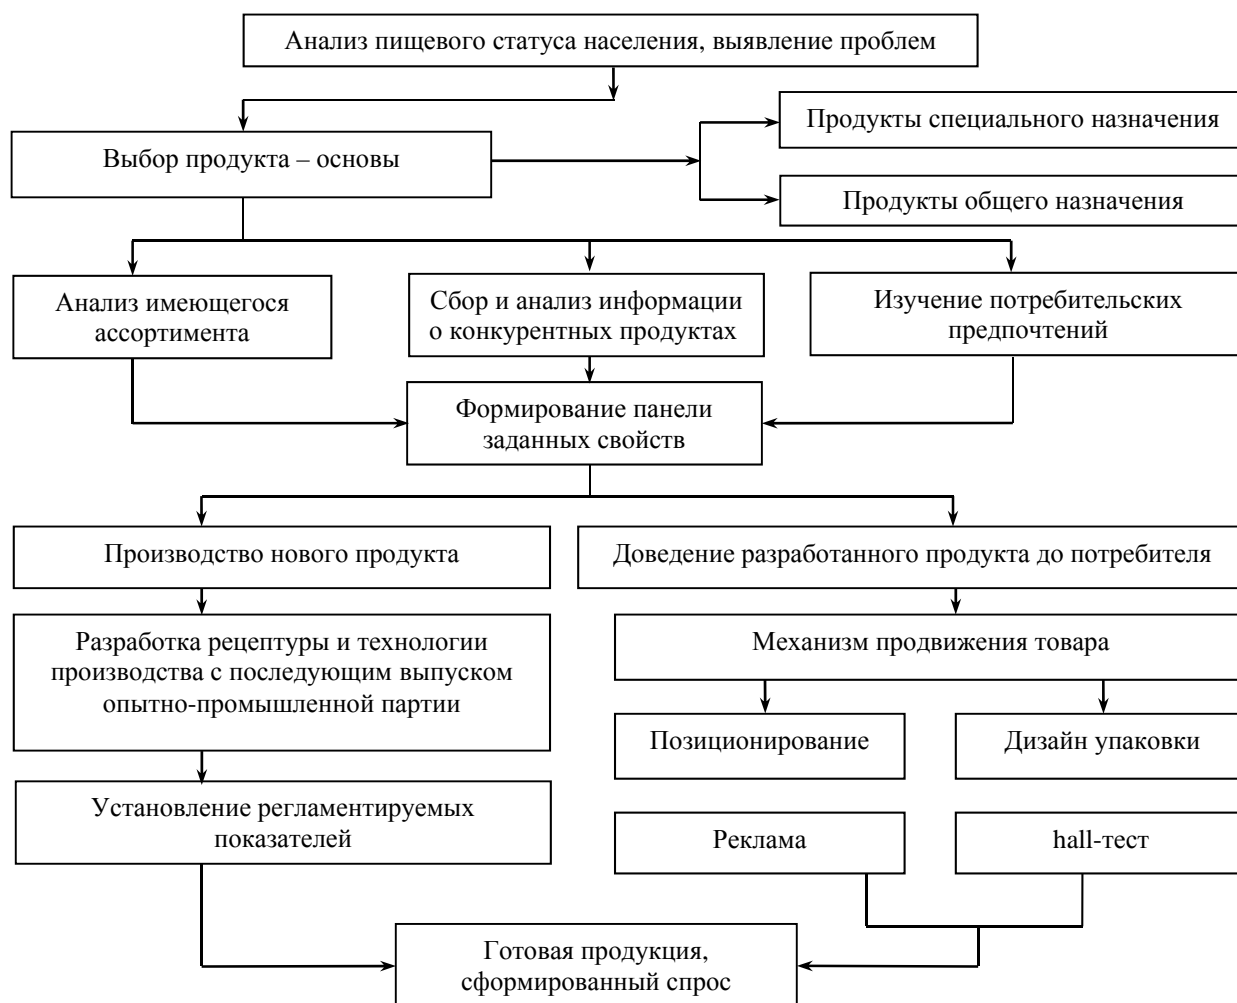 Анализ пищевого статуса населения, выявление проблем
Продукты специального назначения
Выбор продукта – основы
Продукты общего назначения
Анализ имеющегося
ассортимента
Сбор и анализ информации
о конкурентных продуктах
Изучение потребительских
предпочтений
Формирование панели
заданных свойств
Производство нового продукта
Доведение разработанного продукта до потребителя
Разработка рецептуры и технологии
производства с последующим выпуском
опытно-промышленной партии
Механизм продвижения товара
Позиционирование
Дизайн упаковки
Установление регламентируемых
показателей
Реклама
hall-тест
Готовая продукция,
сформированный спрос